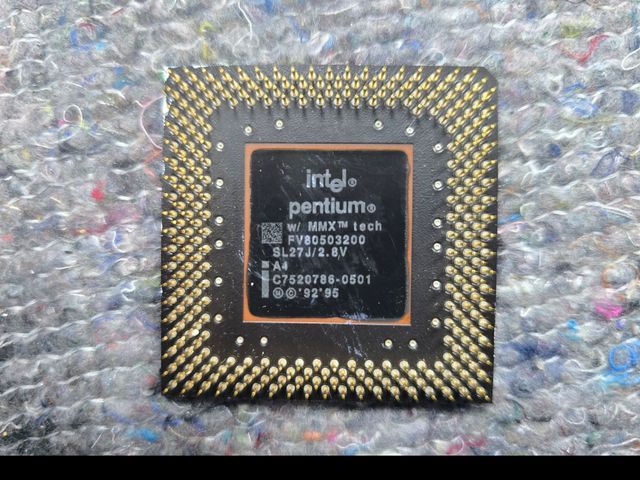 intel®
pentium®
w/ MMX™ tech
FV80503200
SL27J/2.8V
A4
C7520786-0501
Ⓜ © '92 '95